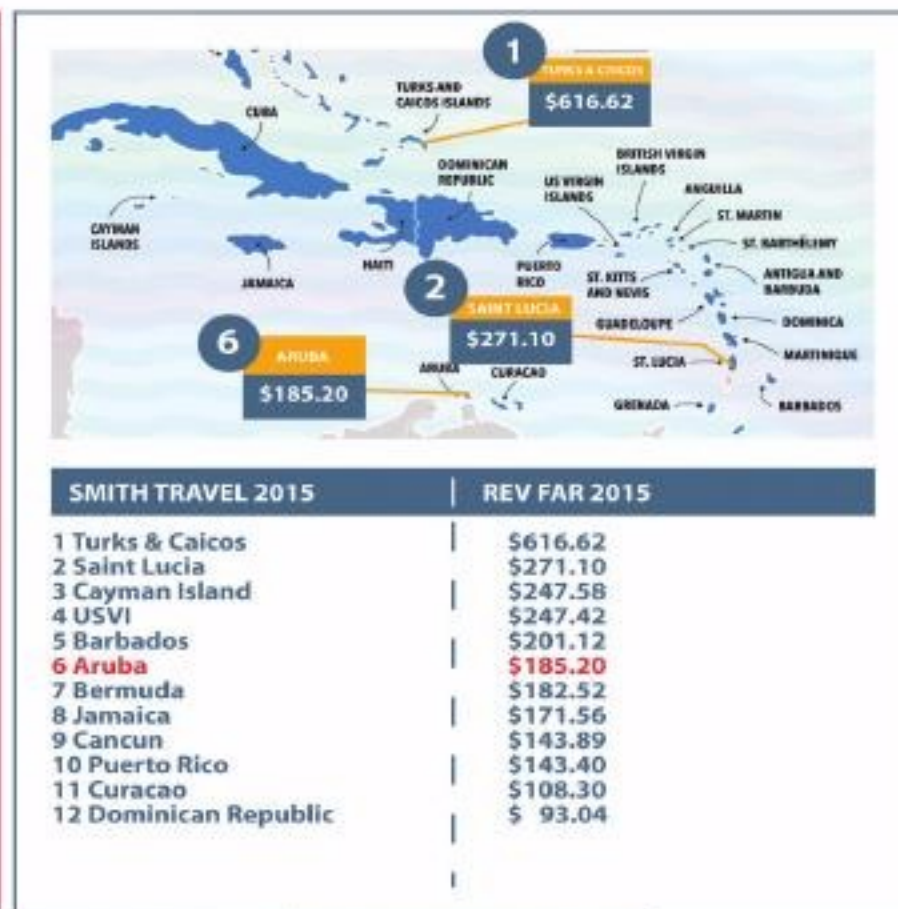 1
TURKS & CAICOS
$616.62
TURKS AND
CAICOS ISLANDS
CUBA
DOMINICAN
REPUBLIC
BRITISH VIRGIN
ISLANDS
US VIRGIN
ISLANDS
ANGUILLA
ST. MARTIN
ST. BARTHÉLEMY
CAYMAN
ISLANDS
JAMAICA
HAITI
PUERTO
RICO
ST. KITTS
AND NEVIS
ANTIGUA AND
BARBUDA
2
SAINT LUCIA
$271.10
GUADELOUPE
DOMINICA
MARTINIQUE
6
ARUBA
$185.20
ARUBA
CURACAO
ST. LUCIA
GRENADA
BARBADOS
SMITH TRAVEL 2015 | REV FAR 2015
1 Turks & Caicos $616.62
2 Saint Lucia $271.10
3 Cayman Island $247.58
4 USVI $247.42
5 Barbados $201.12
6 Aruba $185.20
7 Bermuda $182.52
8 Jamaica $171.56
9 Cancun $143.89
10 Puerto Rico $143.40
11 Curacao $108.30
12 Dominican Republic $ 93.04